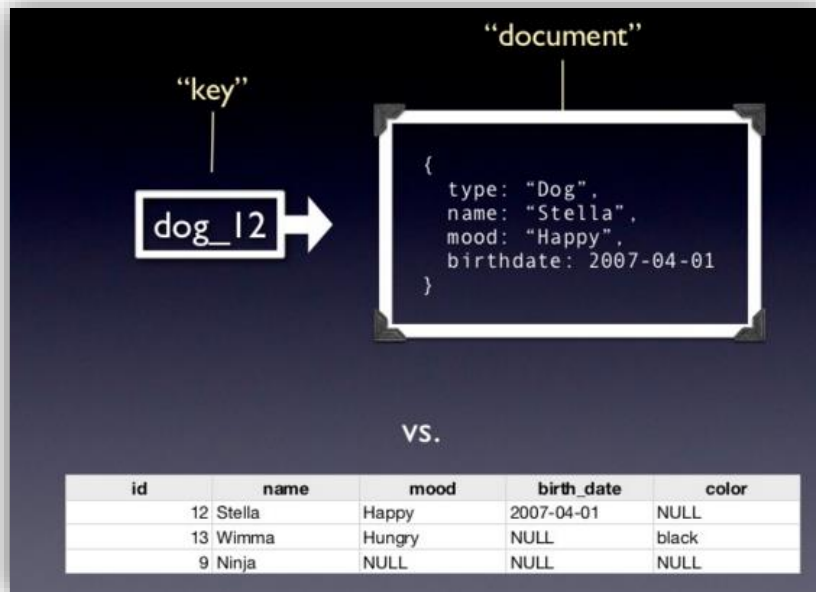 “document”
“key”
dog_12
{
type: “Dog”,
name: “Stella”,
mood: “Happy”,
birthdate: 2007-04-01
}
vs.
id name mood birth_date color
12 Stella Happy 2007-04-01 NULL
13 Wimma Hungry NULL black
9 Ninja NULL NULL NULL